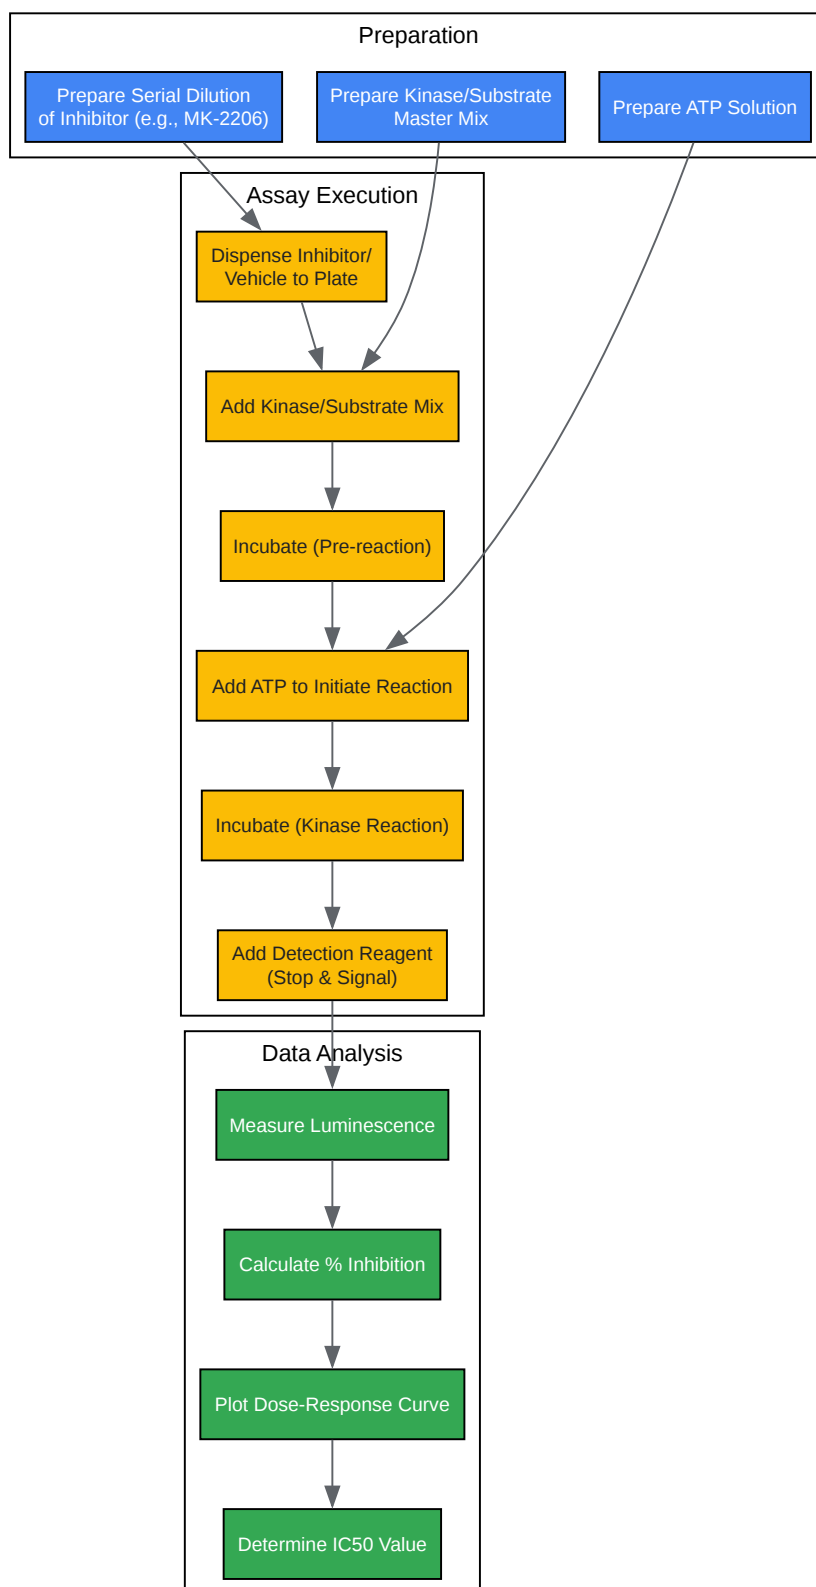 Preparation
Prepare Serial Dilution
of Inhibitor (e.g., MK-2206)
Prepare Kinase/Substrate
Master Mix
Prepare ATP Solution
Assay Execution
Dispense Inhibitor/
Vehicle to Plate
Add Kinase/Substrate Mix
Incubate (Pre-reaction)
Add ATP to Initiate Reaction
Incubate (Kinase Reaction)
Add Detection Reagent
(Stop & Signal)
Data Analysis
Measure Luminescence
Calculate % Inhibition
Plot Dose-Response Curve
Determine IC50 Value